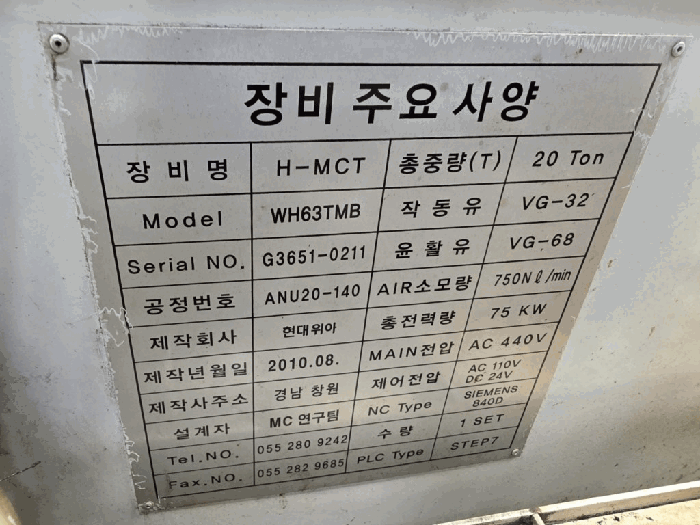 장비 주요 사양
장 비 명 H-MCT 총중량(T) 20 Ton
Model WH63TMB 작 동 유 VG-32
Serial NO. G3651-0211 윤 활 유 VG-68
공정번호 ANU20-140 AIR소모량 750N ℓ/min
제작회사 현대위아 총전력량 75 KW
제작년월일 2010.08. MAIN전압 AC 440V
제작사주소 경남 창원 제어전압 AC 110V
DC 24V
설계자 MC 연구팀 NC Type SIEMENS
840D
Tel.NO. 055 280 9242 수 량 1 SET
Fax.NO. 055 282 9685 PLC Type STEP7